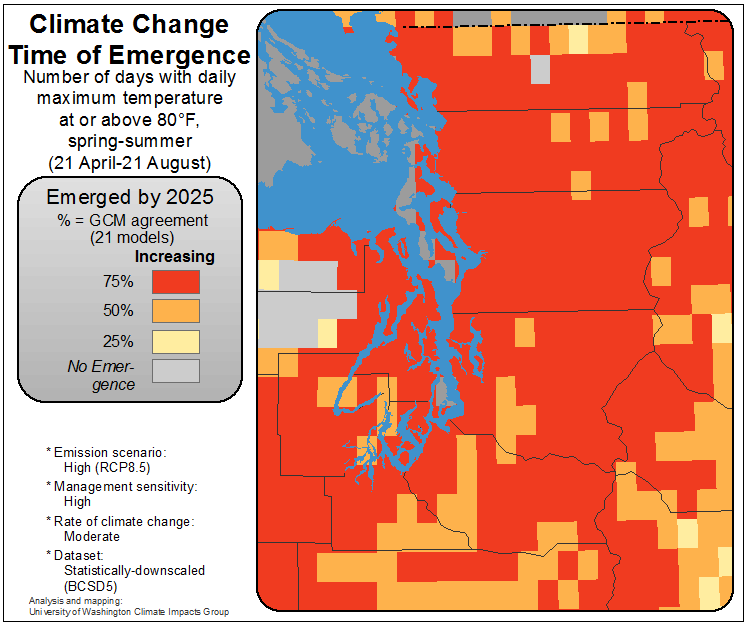 Climate Change
Time of Emergence
Number of days with daily
maximum temperature
at or above 80°F,
spring-summer
(21 April-21 August)
Emerged by 2025
% = GCM agreement
(21 models)
Increasing
75%
50%
25%
No Emer-
gence
* Emission scenario:
High (RCP8.5)
* Management sensitivity:
High
* Rate of climate change:
Moderate
* Dataset:
Statistically-downscaled
(BCSD5)
Analysis and mapping:
University of Washington Climate Impacts Group